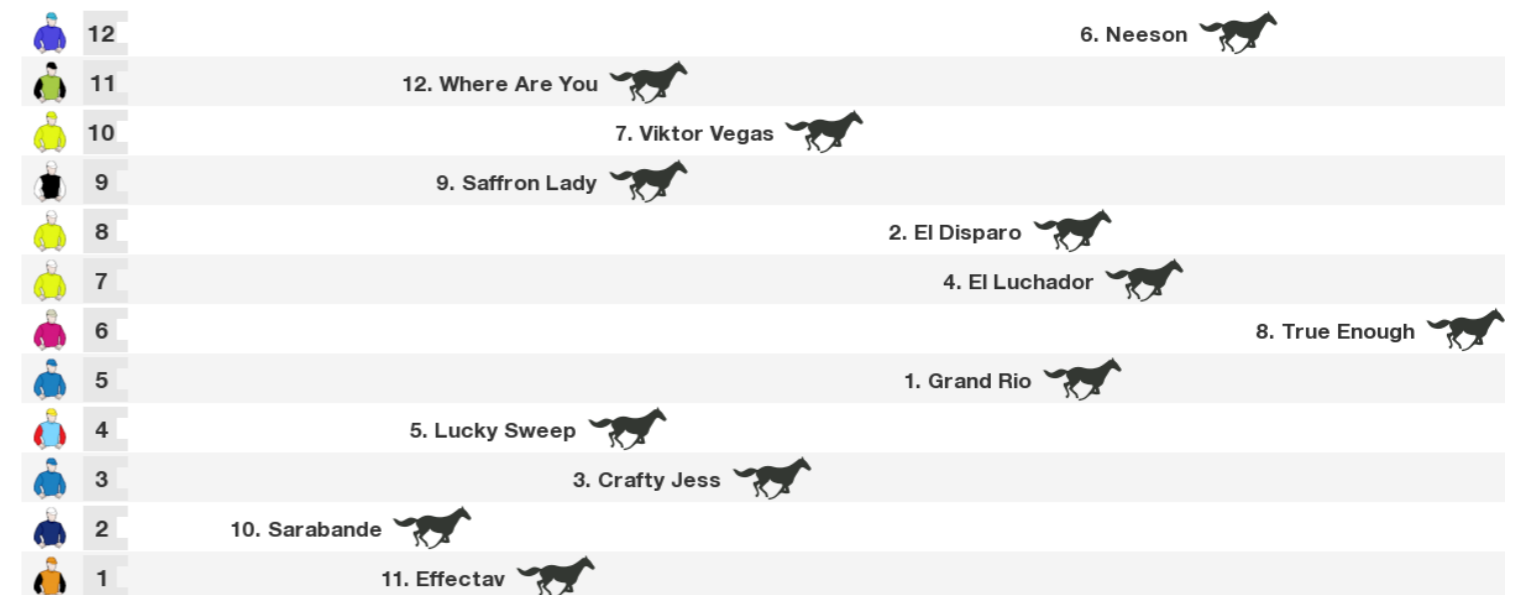 12 6. Neeson
11 12. Where Are You
10 7. Viktor Vegas
9 9. Saffron Lady
8 2. El Disparo
7 4. El Luchador
6 8. True Enough
5 1. Grand Rio
4 5. Lucky Sweep
3 3. Crafty Jess
2 10. Sarabande
1 11. Effectav